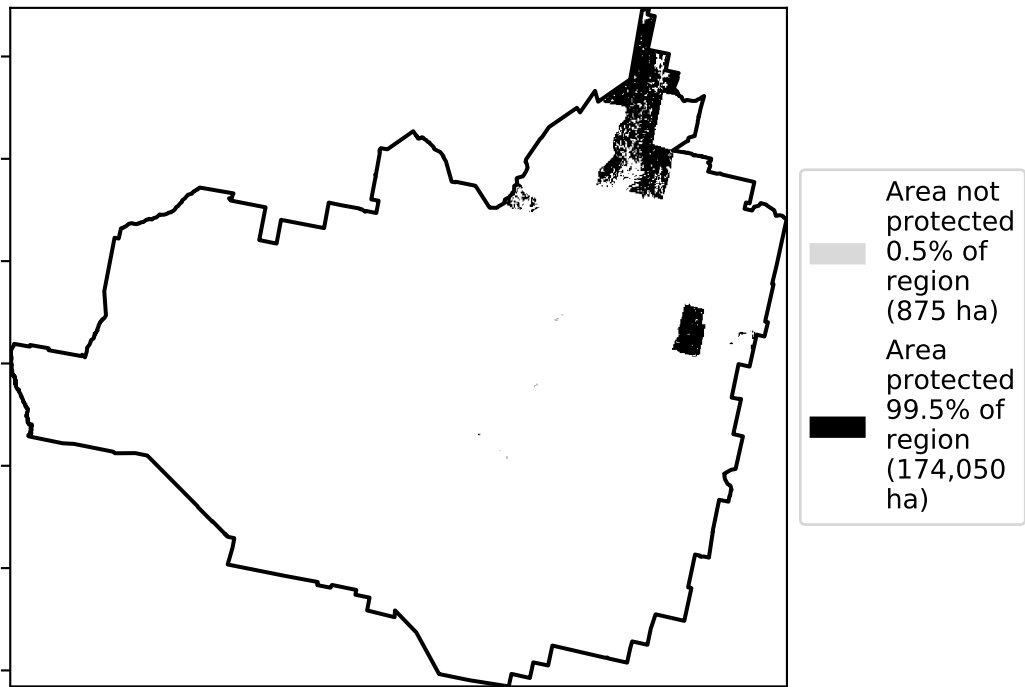 Area not
protected
0.5% of
region
(875 ha)
Area
protected
99.5% of
region
(174,050
ha)